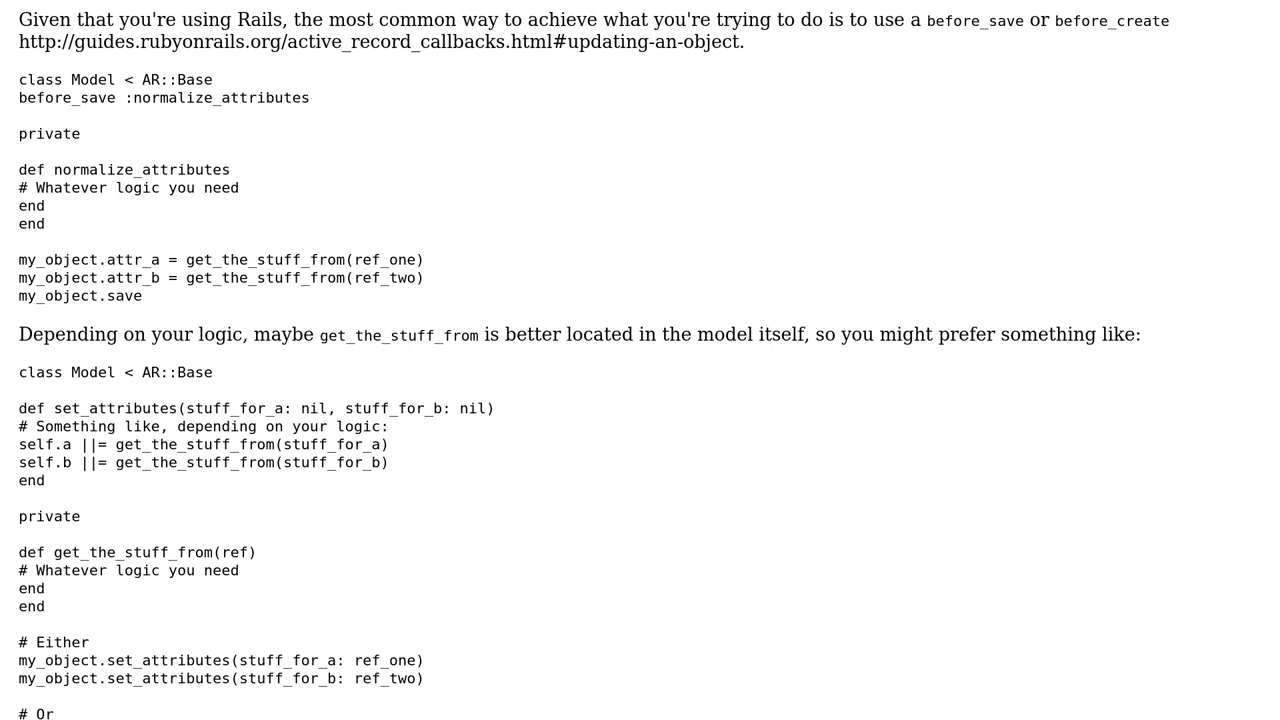 Given that you're using Rails, the most common way to achieve what you're trying to do is to use a before_save or before_create
http://guides.rubyonrails.org/active_record_callbacks.html#updating-an-object.
class Model < AR::Base
before_save :normalize_attributes
private
def normalize_attributes
# Whatever logic you need
end
end
my_object.attr_a = get_the_stuff_from(ref_one)
my_object.attr_b = get_the_stuff_from(ref_two)
my_object.save
Depending on your logic, maybe get_the_stuff_from is better located in the model itself, so you might prefer something like:
class Model < AR::Base
def set_attributes(stuff_for_a: nil, stuff_for_b: nil)
# Something like, depending on your logic:
self.a ||= get_the_stuff_from(stuff_for_a)
self.b ||= get_the_stuff_from(stuff_for_b)
end
private
def get_the_stuff_from(ref)
# Whatever logic you need
end
end
# Either
my_object.set_attributes(stuff_for_a: ref_one)
my_object.set_attributes(stuff_for_b: ref_two)
# Or